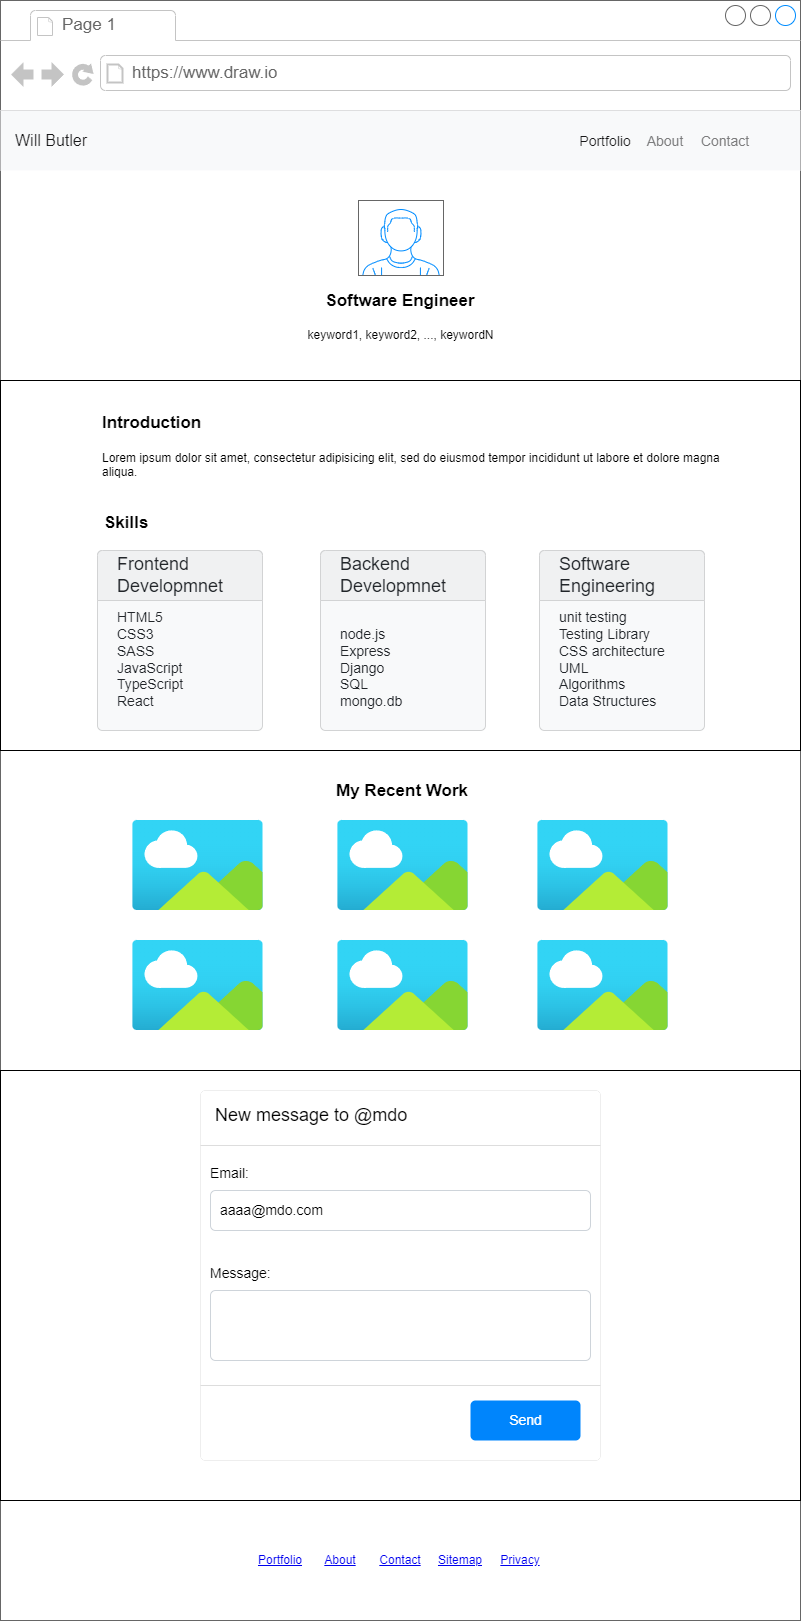 Page 1
https://www.draw.io
Will Butler
Portfolio
About
Contact
Software Engineer
keyword1, keyword2, ..., keywordN
Introduction
Lorem ipsum dolor sit amet, consectetur adipisicing elit, sed do eiusmod tempor incididunt ut labore et dolore magna
aliqua.
Skills
Frontend
Developmnet
HTML5
CSS3
SASS
JavaScript
TypeScript
React
Backend
Developmnet
node.js
Express
Django
SQL
mongo.db
Software
Engineering
unit testing
Testing Library
CSS architecture
UML
Algorithms
Data Structures
My Recent Work
New message to @mdo
Email:
aaaa@mdo.com
Message:
Send
Portfolio
About
Contact
Sitemap
Privacy